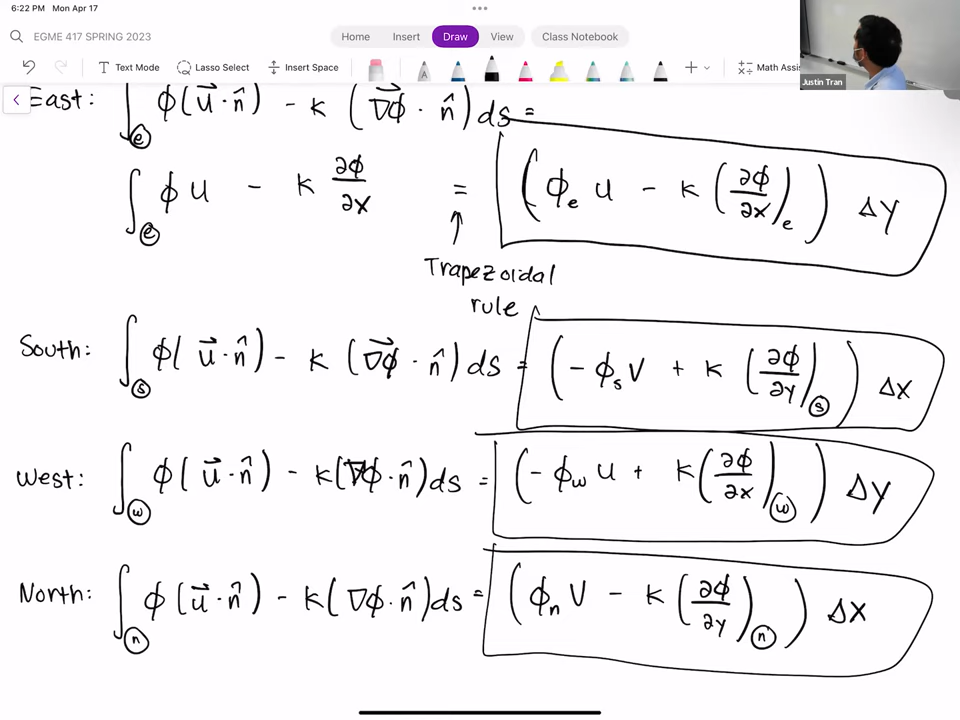 6:22 PM Mon Apr 17
EGME 417 SPRING 2023
Home Insert Draw View Class Notebook
Text Mode Lasso Select Insert Space Math Assis
Justin Tran
East: ∫ₑ ϕ(u⃗·n̂) − K (∇⃗ϕ · n̂) ds =
∫ₑ ϕu − K ∂ϕ/∂x = (ϕₑ u − K (∂ϕ/∂x)ₑ) Δy
↑
Trapezoidal
rule
South: ∫ₛ ϕ(u⃗·n̂) − K (∇⃗ϕ · n̂) ds = (−ϕₛ V + K (∂ϕ/∂y)ₛ) Δx
West: ∫_w ϕ(u⃗·n̂) − K(∇ϕ·n̂) ds = (−ϕ_w u + K (∂ϕ/∂x)_w) Δy
North: ∫ₙ ϕ(u⃗·n̂) − K(∇ϕ·n̂) ds = (ϕₙ V − K (∂ϕ/∂y)ₙ) Δx